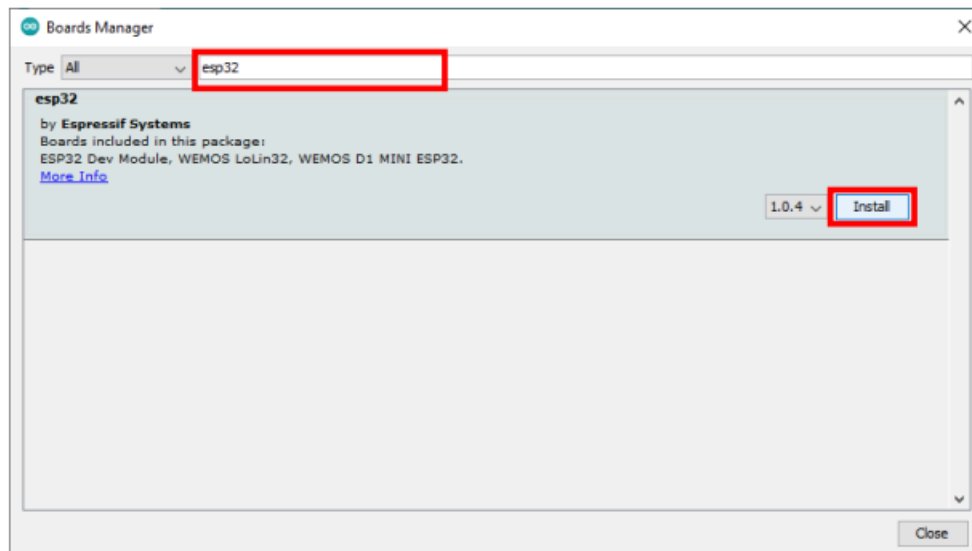 Boards Manager
Type All esp32
esp32
by Espressif Systems
Boards included in this package:
ESP32 Dev Module, WEMOS LoLin32, WEMOS D1 MINI ESP32.
More Info
1.0.4 Install
Close